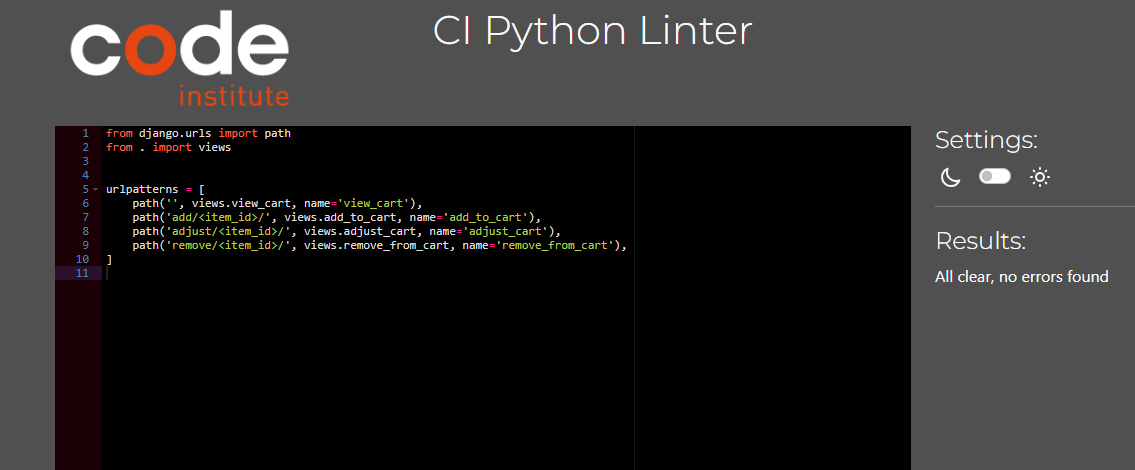 code
institute
CI Python Linter
1 from django.urls import path
2 from . import views
3
4
5 urlpatterns = [
6     path('', views.view_cart, name='view_cart'),
7     path('add/<item_id>/', views.add_to_cart, name='add_to_cart'),
8     path('adjust/<item_id>/', views.adjust_cart, name='adjust_cart'),
9     path('remove/<item_id>/', views.remove_from_cart, name='remove_from_cart'),
10 ]
11
Settings:
Results:
All clear, no errors found